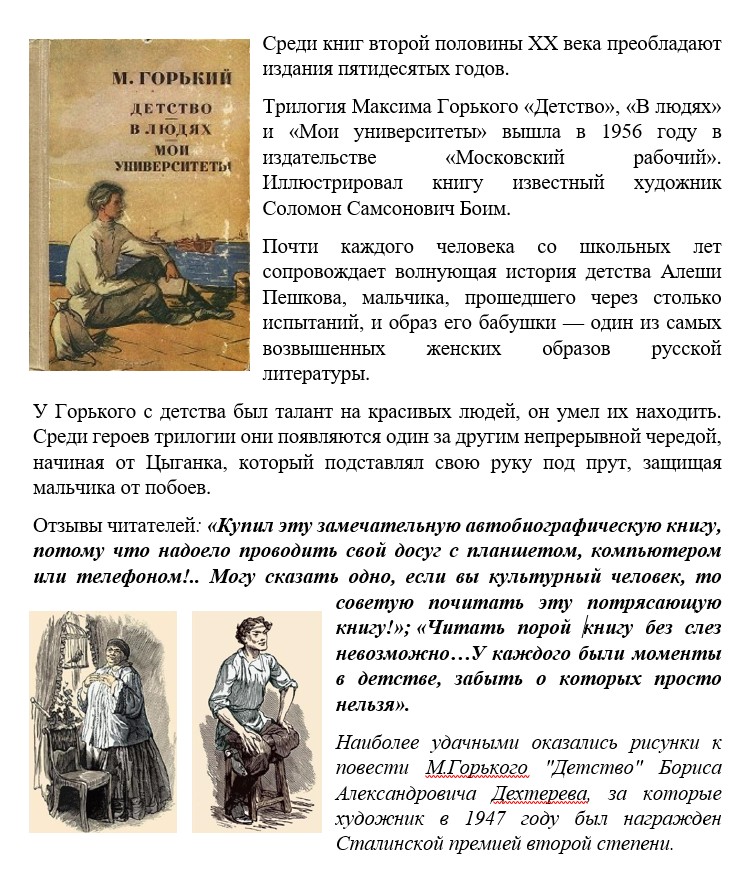 М. ГОРЬКИЙ
ДЕТСТВО
В ЛЮДЯХ
МОИ
УНИВЕРСИТЕТЫ
Среди книг второй половины XX века преобладают
издания пятидесятых годов.
Трилогия Максима Горького «Детство», «В людях»
и «Мои университеты» вышла в 1956 году в
издательстве «Московский рабочий».
Иллюстрировал книгу известный художник
Соломон Самсонович Боим.
Почти каждого человека со школьных лет
сопровождает волнующая история детства Алеши
Пешкова, мальчика, прошедшего через столько
испытаний, и образ его бабушки — один из самых
возвышенных женских образов русской
литературы.
У Горького с детства был талант на красивых людей, он умел их находить.
Среди героев трилогии они появляются один за другим непрерывной чередой,
начиная от Цыганка, который подставлял свою руку под прут, защищая
мальчика от побоев.
Отзывы читателей: «Купил эту замечательную автобиографическую книгу,
потому что надоело проводить свой досуг с планшетом, компьютером
или телефоном!.. Могу сказать одно, если вы культурный человек, то
советую почитать эту потрясающую
книгу!»; «Читать порой книгу без слез
невозможно…У каждого были моменты
в детстве, забыть о которых просто
нельзя».
Наиболее удачными оказались рисунки к
повести М.Горького "Детство" Бориса
Александровича Дехтерева, за которые
художник в 1947 году был награжден
Сталинской премией второй степени.